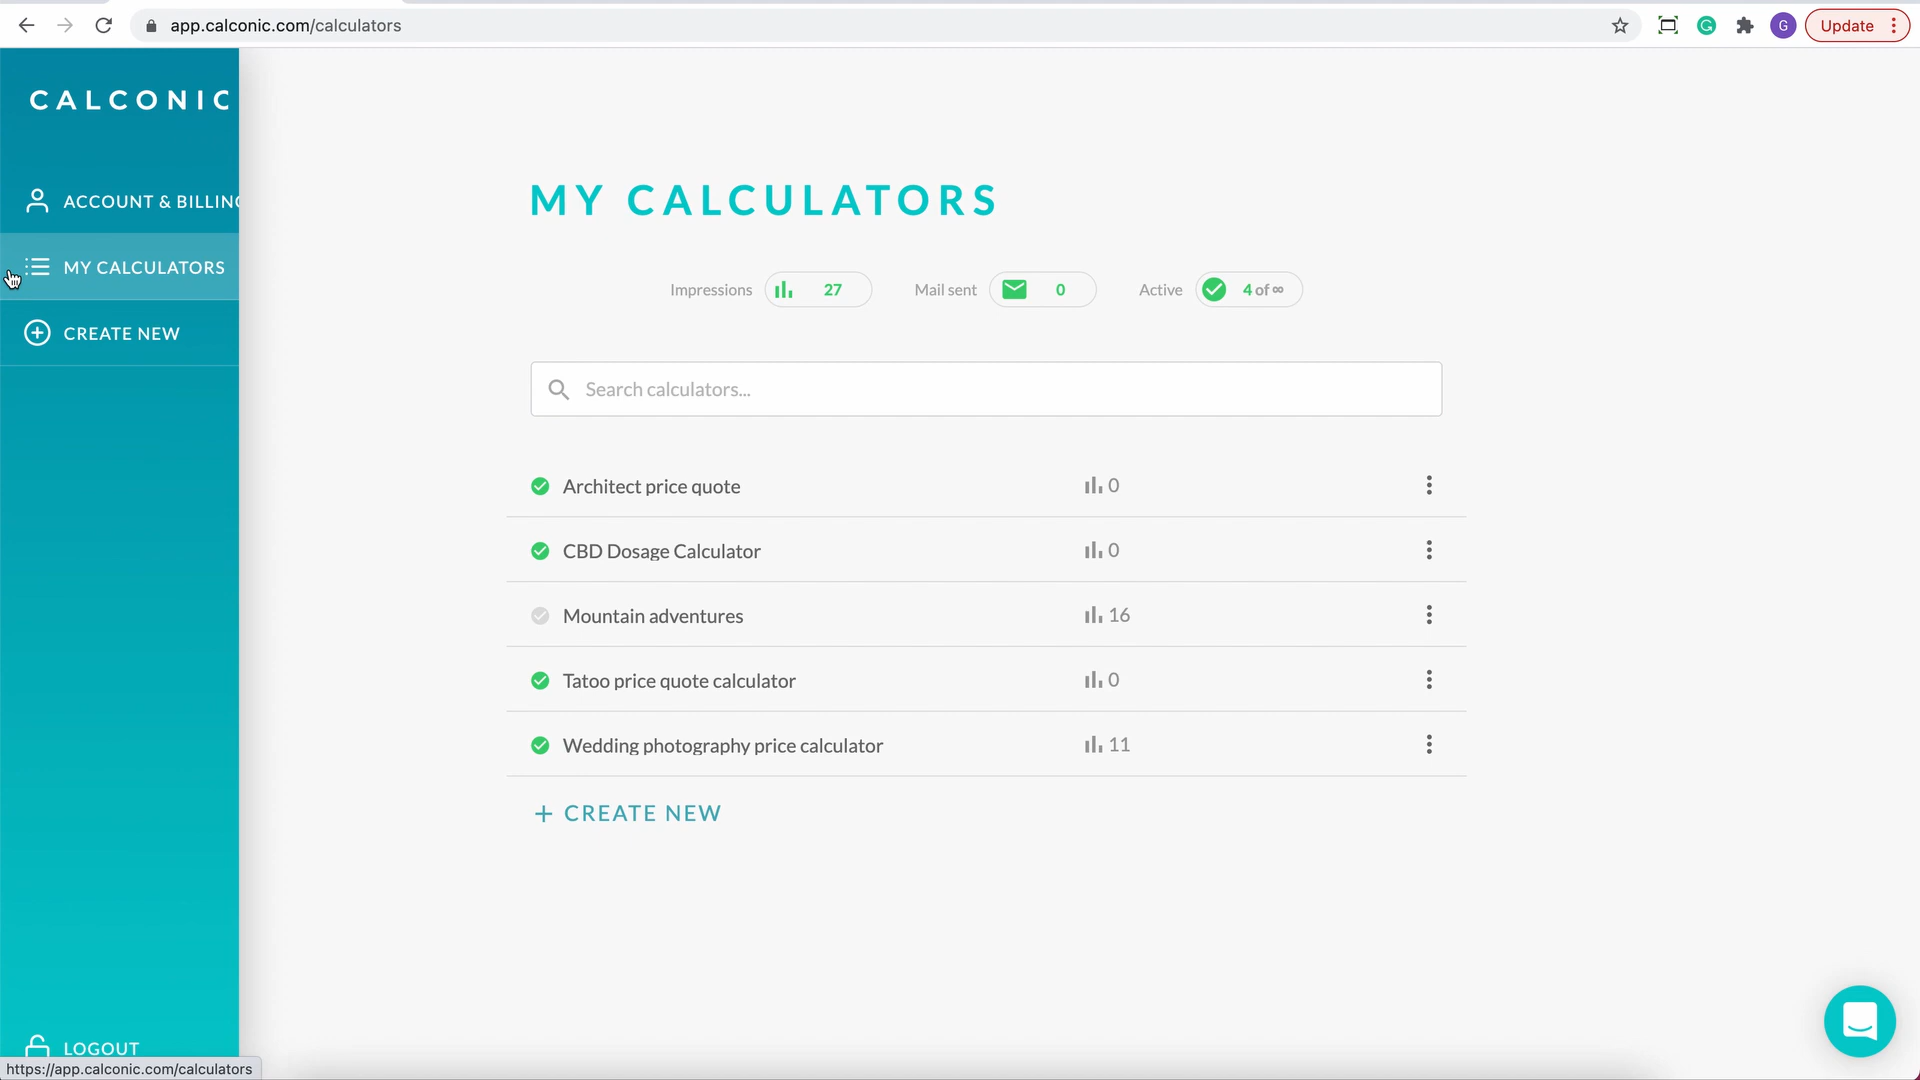 app.calconic.com/calculators
G
G
Update
CALCONIC
ACCOUNT & BILLING
MY CALCULATORS
CREATE NEW
MY CALCULATORS
Impressions 27 Mail sent 0 Active 4 of ∞
Search calculators...
Architect price quote 0
CBD Dosage Calculator 0
Mountain adventures 16
Tatoo price quote calculator 0
Wedding photography price calculator 11
+ CREATE NEW
LOGOUT
https://app.calconic.com/calculators